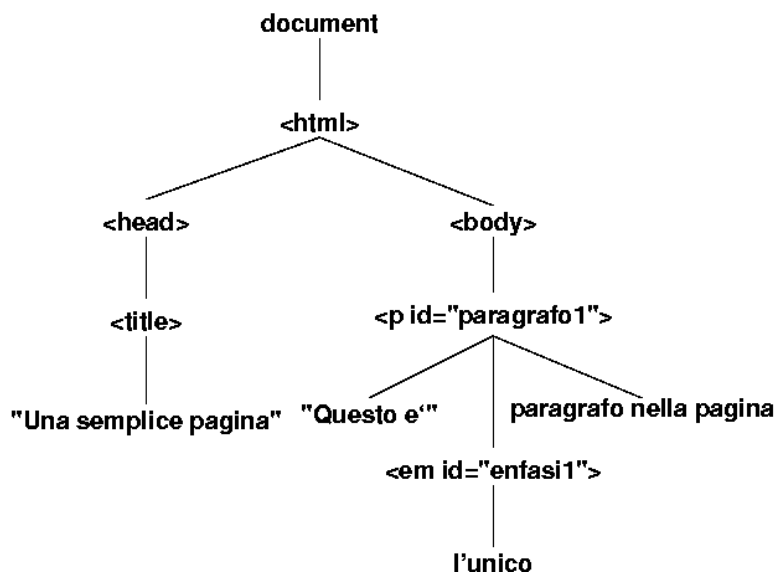 document
<html>
<head> <body>
<title> <p id="paragrafo1">
"Una semplice pagina" "Questo e‘" paragrafo nella pagina
<em id="enfasi1">
l’unico